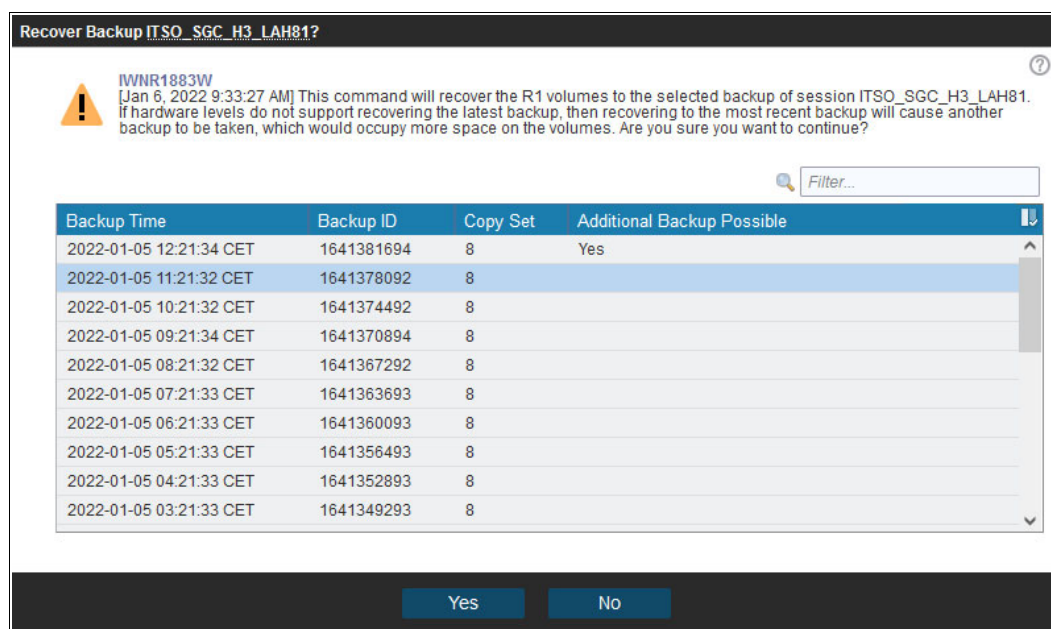 Recover Backup ITSO_SGC_H3_LAH81?
IWNR1883W
[Jan 6, 2022 9:33:27 AM] This command will recover the R1 volumes to the selected backup of session ITSO_SGC_H3_LAH81.
If hardware levels do not support recovering the latest backup, then recovering to the most recent backup will cause another
backup to be taken, which would occupy more space on the volumes. Are you sure you want to continue?
Filter...
Backup Time Backup ID Copy Set Additional Backup Possible
2022-01-05 12:21:34 CET 1641381694 8 Yes
2022-01-05 11:21:32 CET 1641378092 8
2022-01-05 10:21:32 CET 1641374492 8
2022-01-05 09:21:34 CET 1641370894 8
2022-01-05 08:21:32 CET 1641367292 8
2022-01-05 07:21:33 CET 1641363693 8
2022-01-05 06:21:33 CET 1641360093 8
2022-01-05 05:21:33 CET 1641356493 8
2022-01-05 04:21:33 CET 1641352893 8
2022-01-05 03:21:33 CET 1641349293 8
Yes No